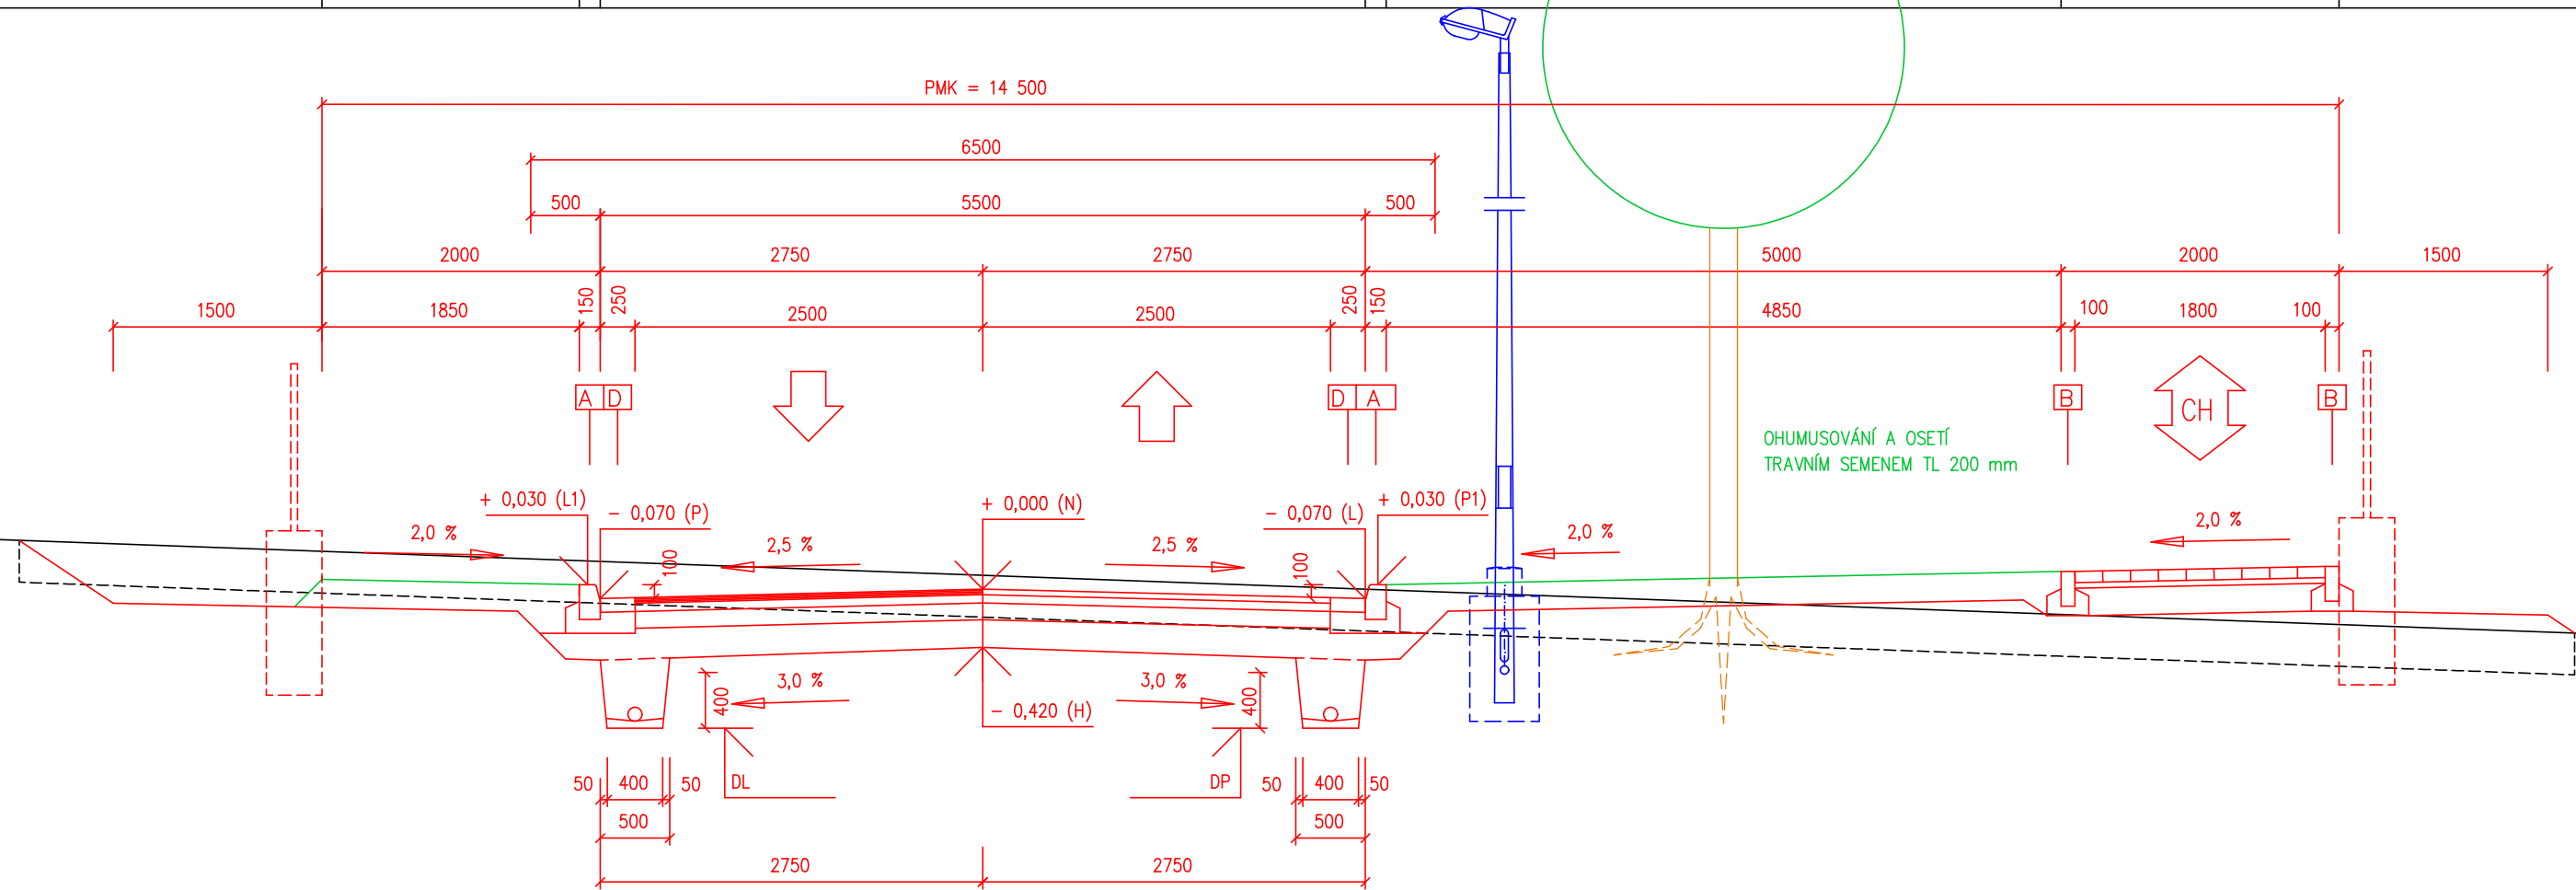 PMK = 14 500
6500
500 5500 500
2000 2750 2750 5000 2000 1500
1500 1850 150 250 2500 2500 250 150 4850 100 1800 100
A D D A B CH B
OHUMUSOVÁNÍ A OSETÍ
TRAVNÍM SEMENEM TL 200 mm
+ 0,030 (L1) - 0,070 (P) + 0,000 (N) - 0,070 (L) + 0,030 (P1)
2,0 % 2,5 % 2,5 % 2,0 % 2,0 %
100 100
3,0 % 3,0 %
400 - 0,420 (H) 400
DL DP
50 400 50 50 400 50
500 500
2750 2750